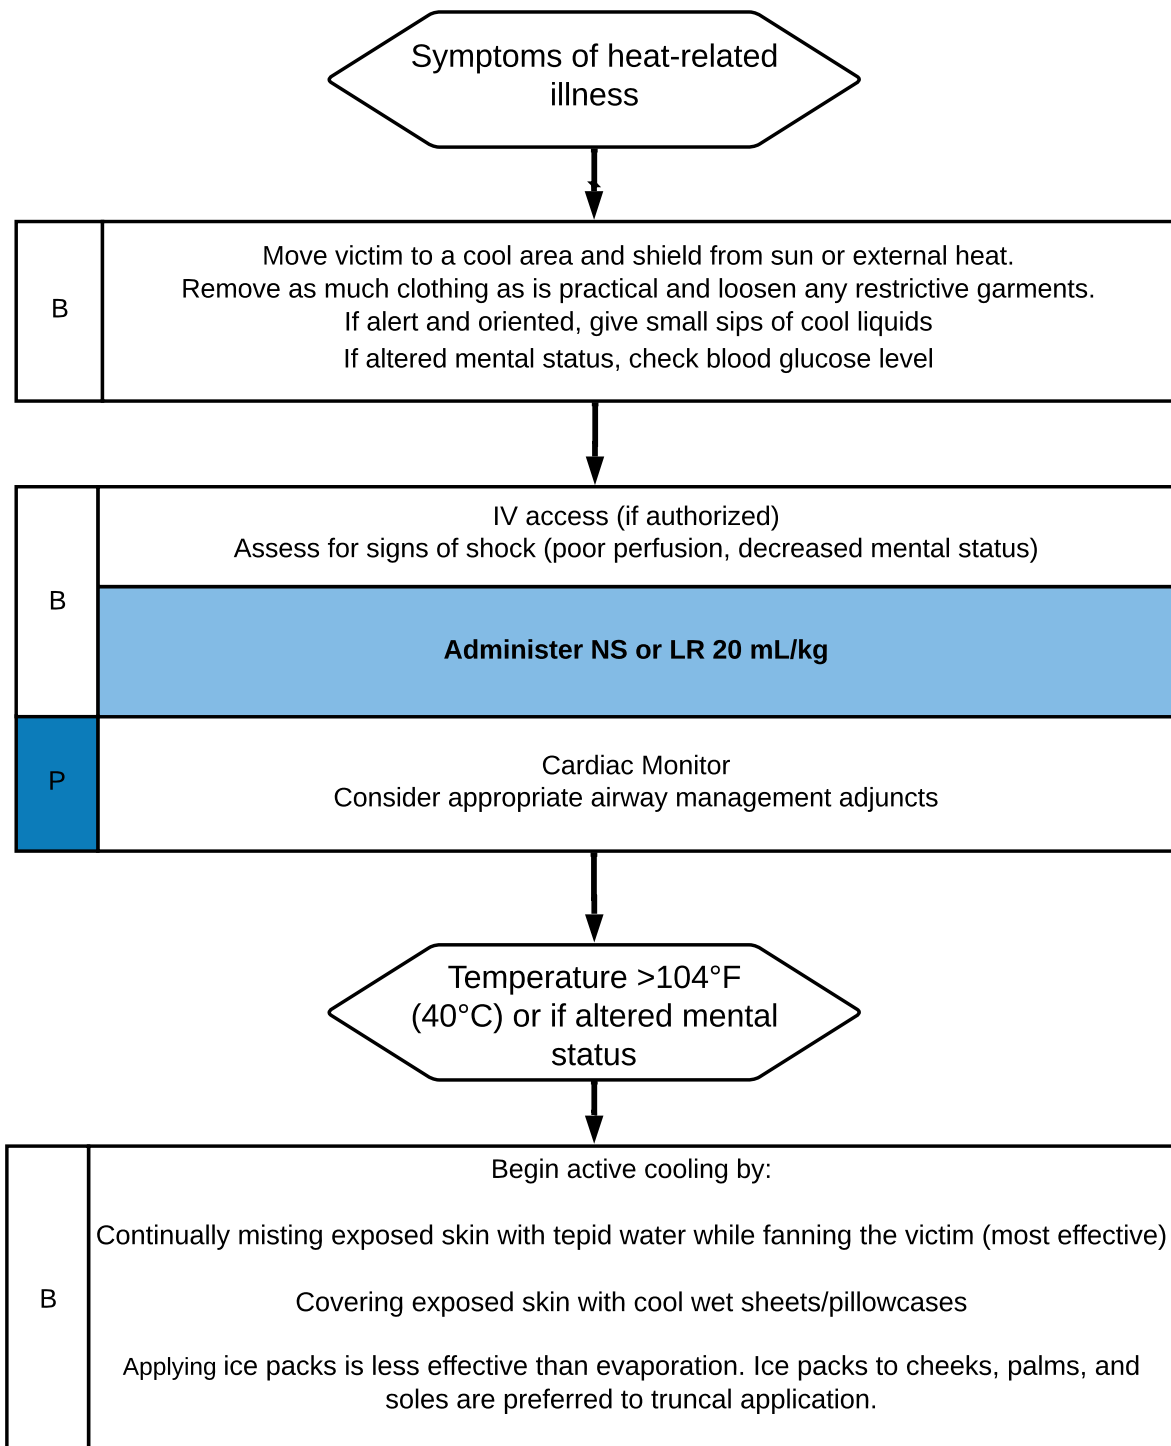 Symptoms of heat-related
illness
B
Move victim to a cool area and shield from sun or external heat.
Remove as much clothing as is practical and loosen any restrictive garments.
If alert and oriented, give small sips of cool liquids
If altered mental status, check blood glucose level
B
IV access (if authorized)
Assess for signs of shock (poor perfusion, decreased mental status)
Administer NS or LR 20 mL/kg
P
Cardiac Monitor
Consider appropriate airway management adjuncts
Temperature >104°F
(40°C) or if altered mental
status
B
Begin active cooling by:
Continually misting exposed skin with tepid water while fanning the victim (most effective)
Covering exposed skin with cool wet sheets/pillowcases
Applying ice packs is less effective than evaporation. Ice packs to cheeks, palms, and
soles are preferred to truncal application.